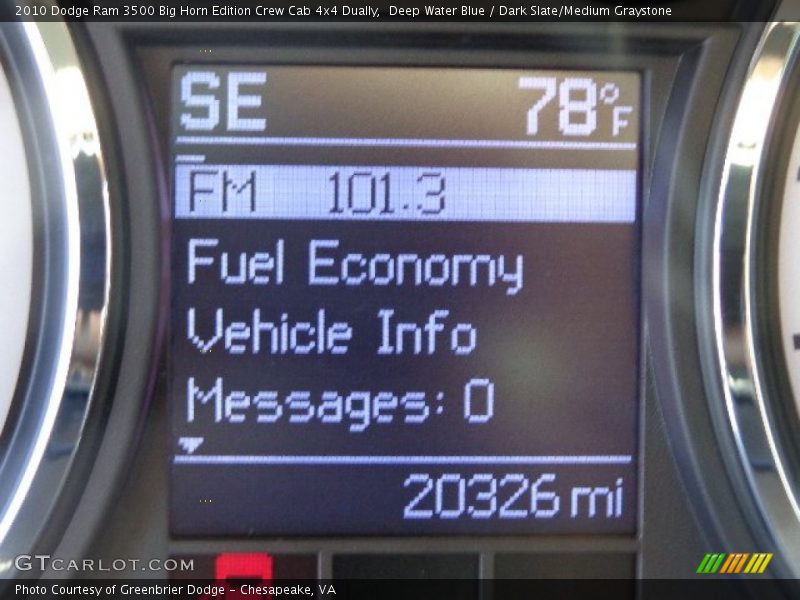 2010 Dodge Ram 3500 Big Horn Edition Crew Cab 4x4 Dually, Deep Water Blue / Dark Slate/Medium Graystone
SE 78°F
FM 101.3
Fuel Economy
Vehicle Info
Messages: 0
20326 mi
GTCARLOT.COM
Photo Courtesy of Greenbrier Dodge - Chesapeake, VA